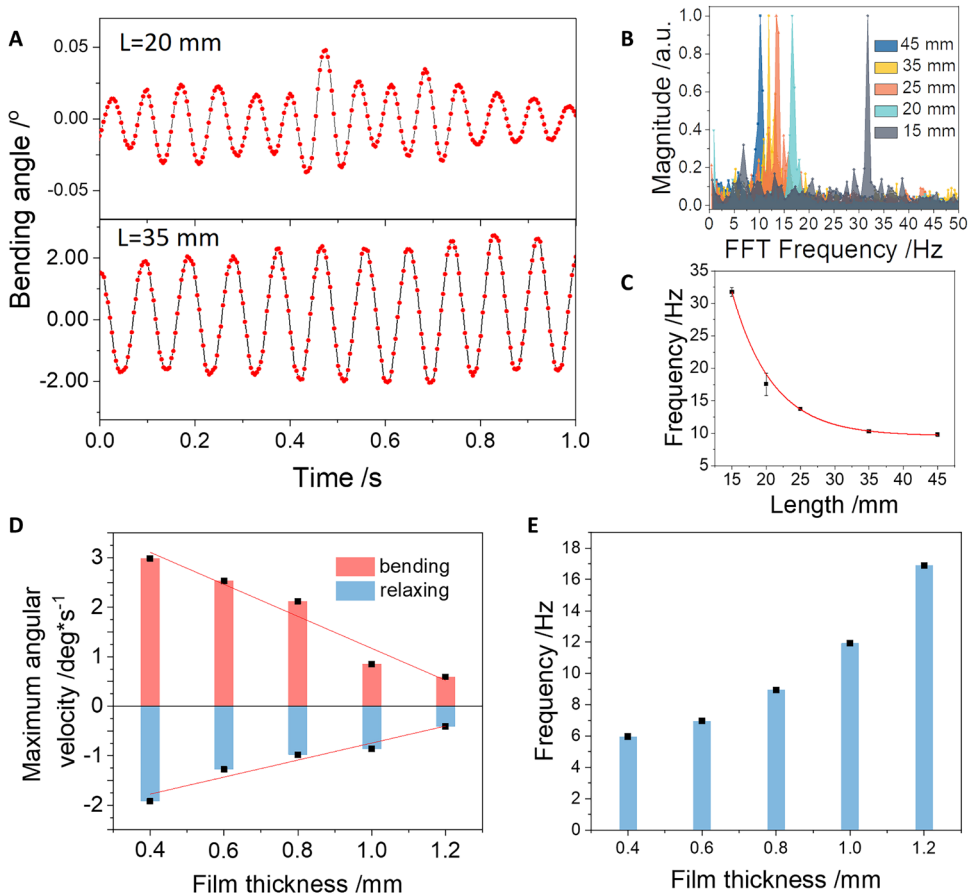 A
L=20 mm
0.05
0.00
-0.05
L=35 mm
2.00
0.00
-2.00
Bending angle /º
0.0 0.2 0.4 0.6 0.8 1.0
Time /s
B
1.0
0.8
0.6
0.4
0.2
0.0
Magnitude /a.u.
45 mm
35 mm
25 mm
20 mm
15 mm
0 5 10 15 20 25 30 35 40 45 50
FFT Frequency /Hz
C
35
30
25
20
15
10
5
Frequency /Hz
15 20 25 30 35 40 45
Length /mm
D
3
2
1
0
-1
-2
Maximum angular
velocity /deg*s⁻¹
bending
relaxing
0.4 0.6 0.8 1.0 1.2
Film thickness /mm
E
18
16
14
12
10
8
6
4
2
0
Frequency /Hz
0.4 0.6 0.8 1.0 1.2
Film thickness /mm